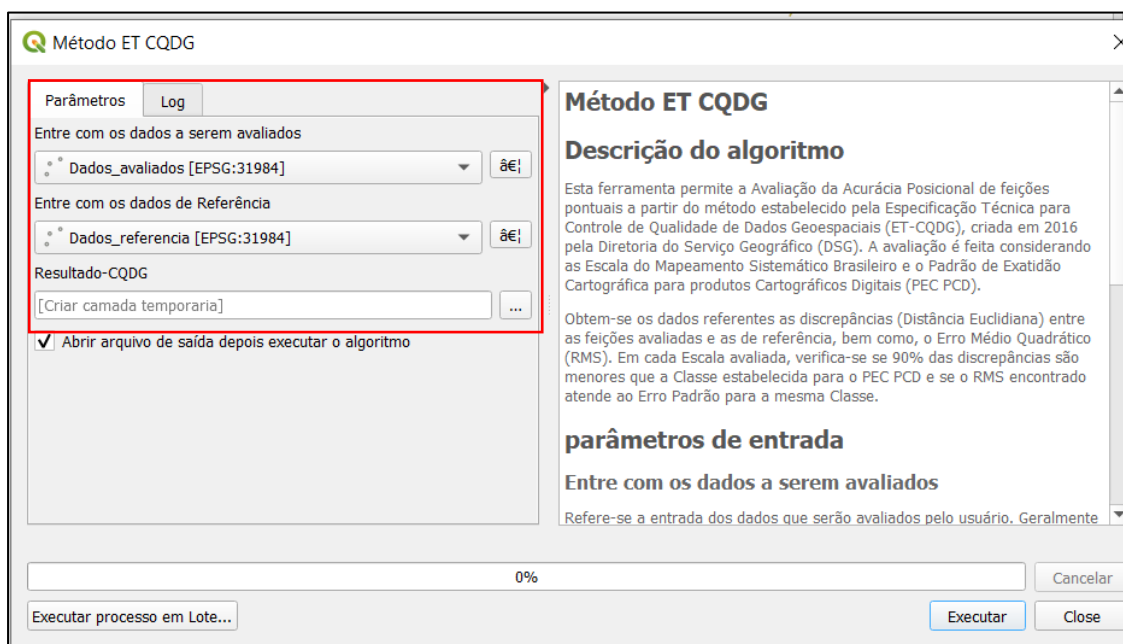 Método ET CQDG
Parâmetros
Log
Entre com os dados a serem avaliados
Dados_avaliados [EPSG:31984]
â€¦
Entre com os dados de Referência
Dados_referencia [EPSG:31984]
â€¦
Resultado-CQDG
[Criar camada temporaria]
...
Abrir arquivo de saída depois executar o algoritmo
Método ET CQDG
Descrição do algoritmo
Esta ferramenta permite a Avaliação da Acurácia Posicional de feições
pontuais a partir do método estabelecido pela Especificação Técnica para
Controle de Qualidade de Dados Geoespaciais (ET-CQDG), criada em 2016
pela Diretoria do Serviço Geográfico (DSG). A avaliação é feita considerando
as Escala do Mapeamento Sistemático Brasileiro e o Padrão de Exatidão
Cartográfica para produtos Cartográficos Digitais (PEC PCD).
Obtem-se os dados referentes as discrepâncias (Distância Euclidiana) entre
as feições avaliadas e as de referência, bem como, o Erro Médio Quadrático
(RMS). Em cada Escala avaliada, verifica-se se 90% das discrepâncias são
menores que a Classe estabelecida para o PEC PCD e se o RMS encontrado
atende ao Erro Padrão para a mesma Classe.
parâmetros de entrada
Entre com os dados a serem avaliados
Refere-se a entrada dos dados que serão avaliados pelo usuário. Geralmente
0%
Cancelar
Executar processo em Lote...
Executar
Close